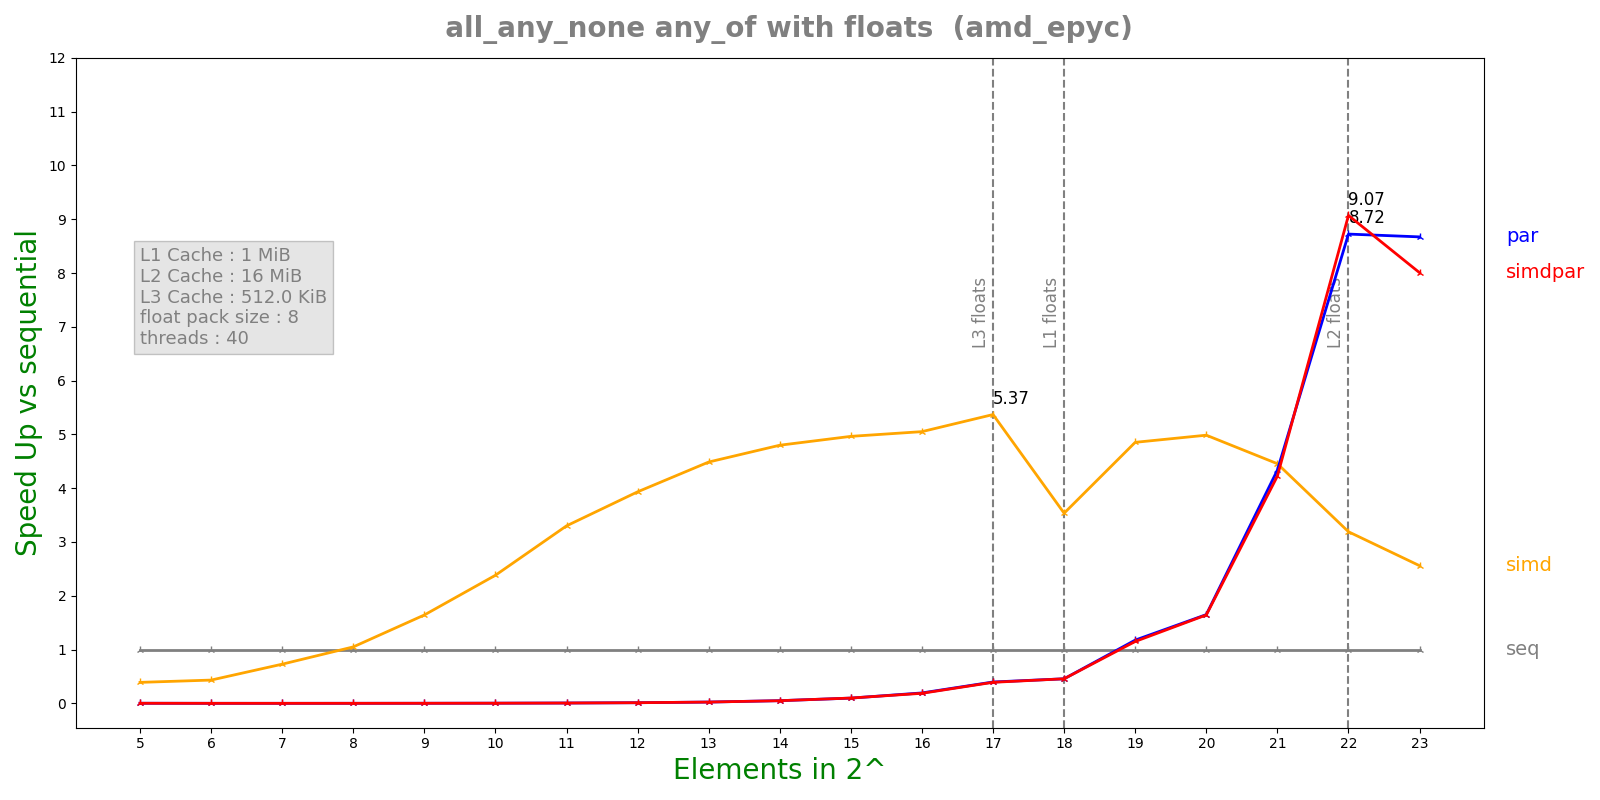 all_any_none any_of with floats (amd_epyc)
Speed Up vs sequential
12
11
10
9
8
7
6
5
4
3
2
1
0
L1 Cache : 1 MiB
L2 Cache : 16 MiB
L3 Cache : 512.0 KiB
float pack size : 8
threads : 40
L3 floats
L1 floats
L2 floats
5.37
9.07
8.72
par
simdpar
simd
seq
5 6 7 8 9 10 11 12 13 14 15 16 17 18 19 20 21 22 23
Elements in 2^